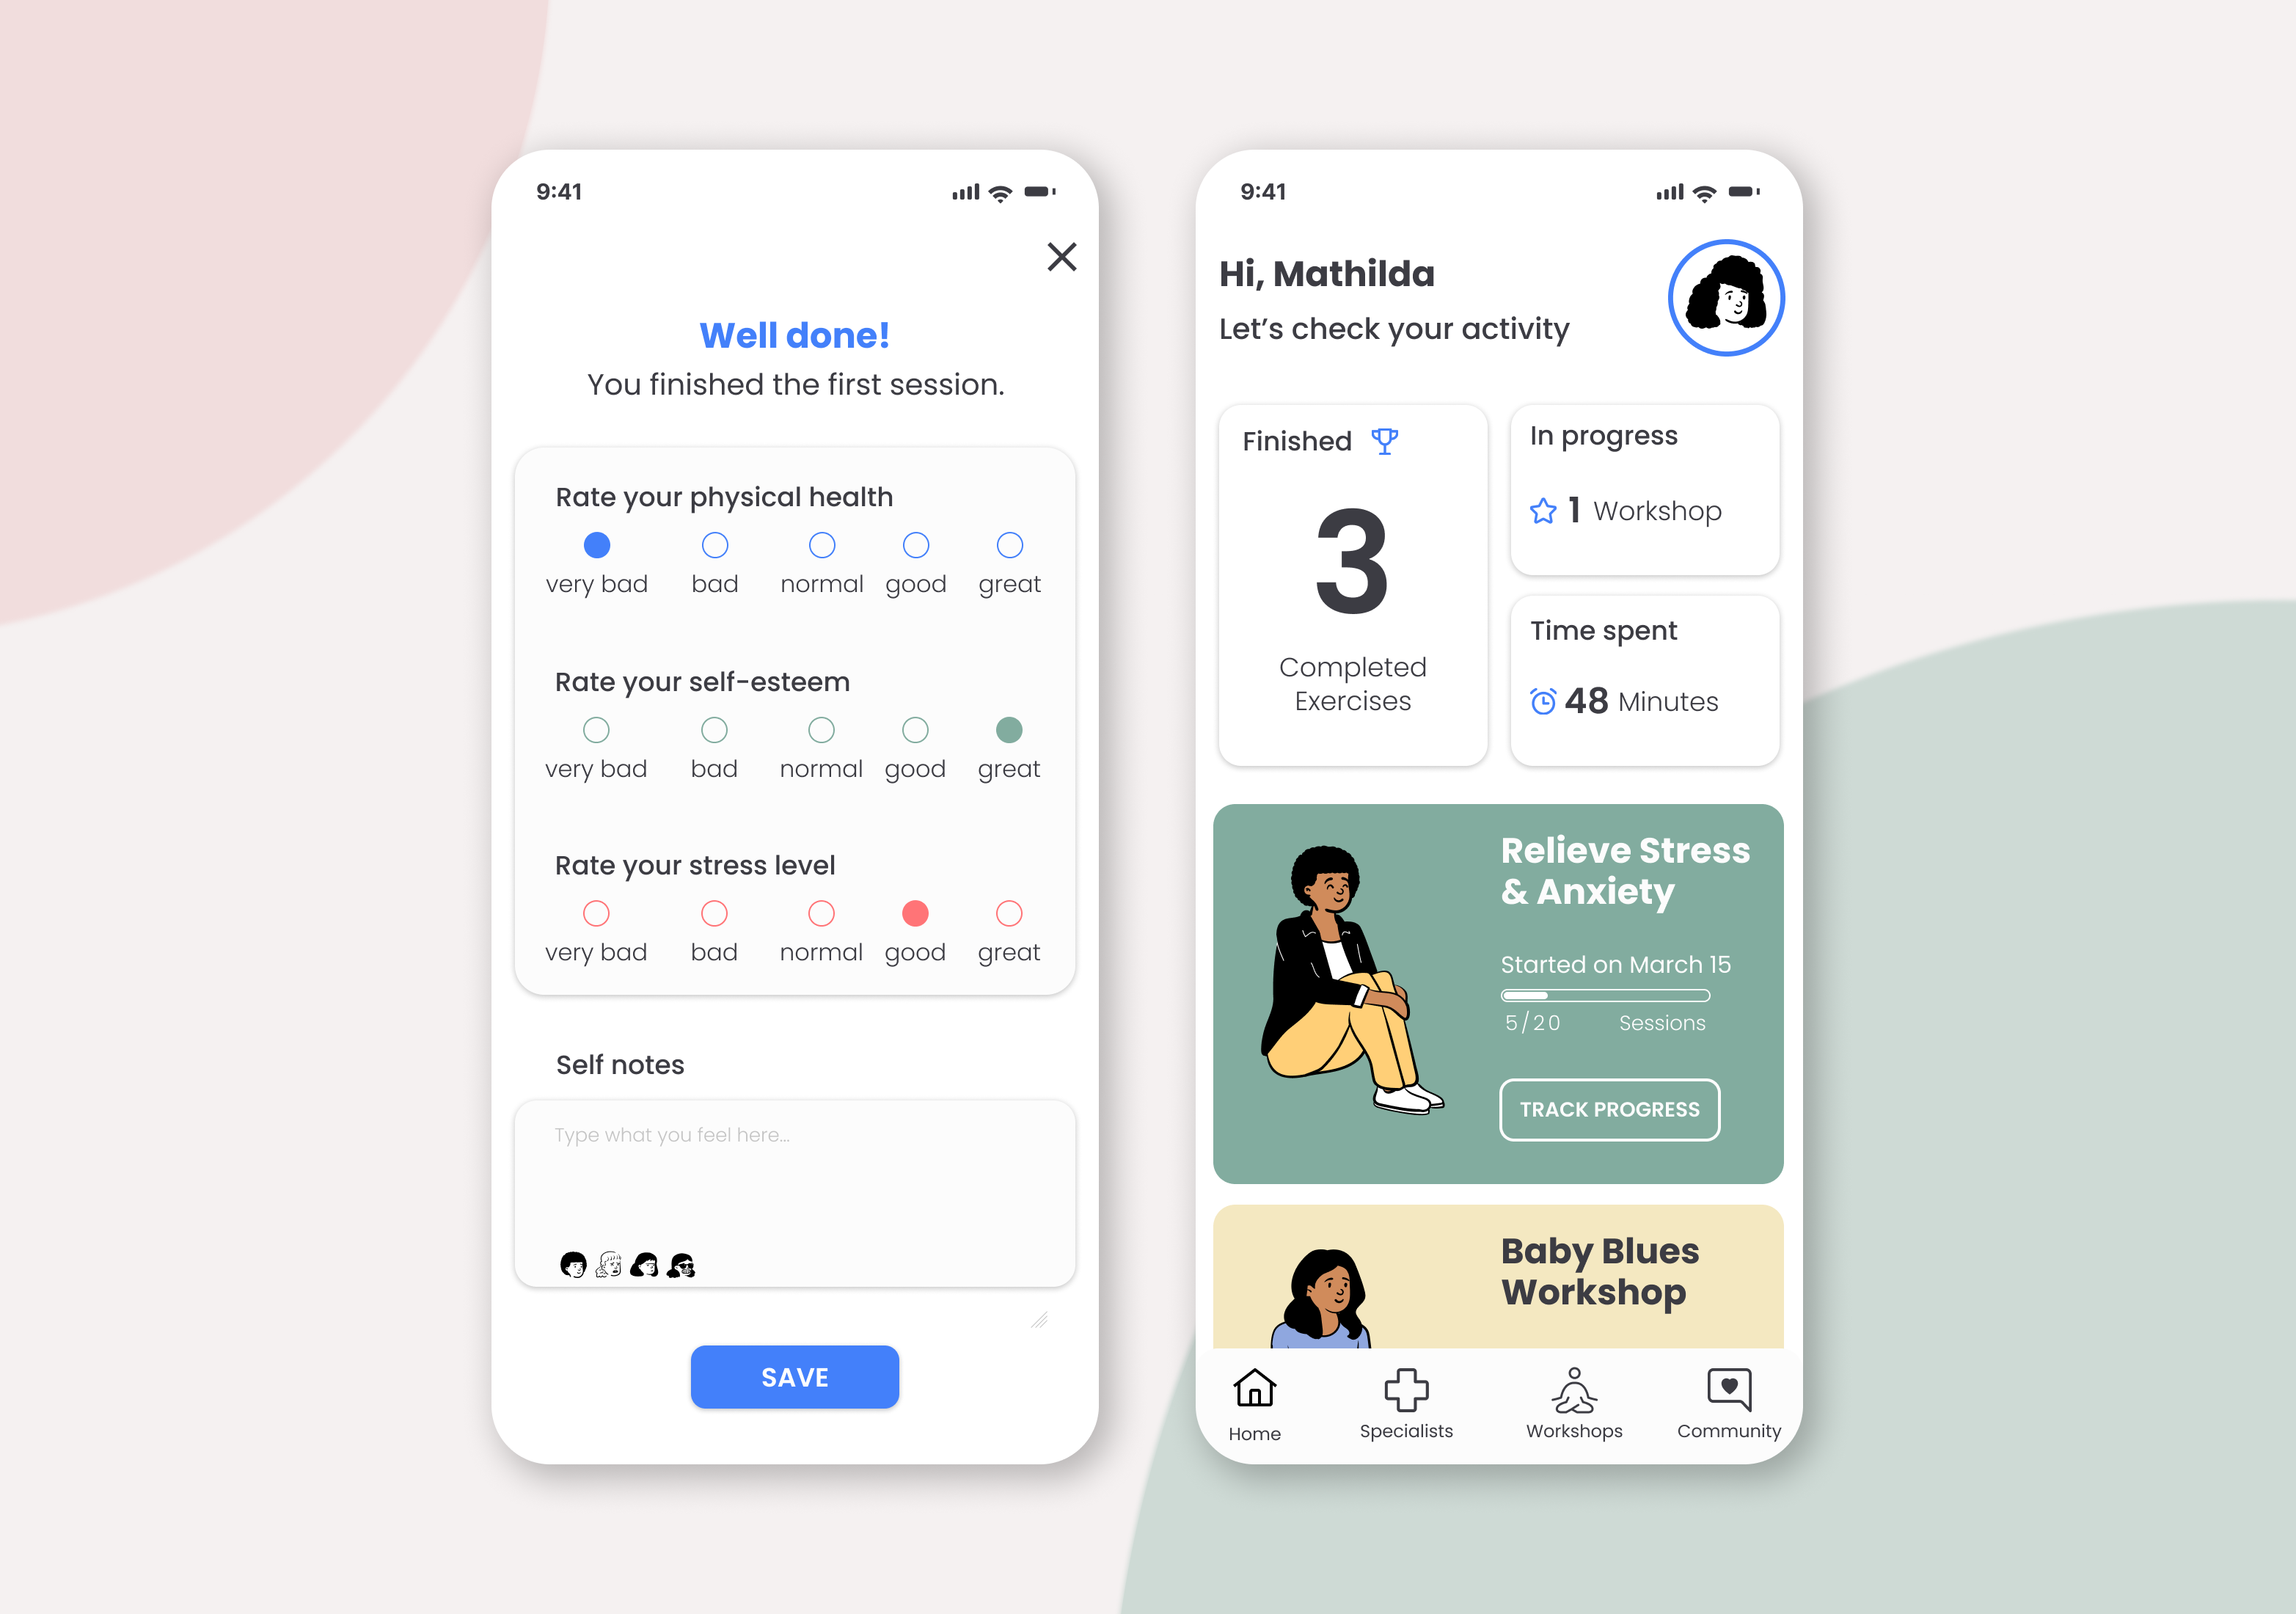 9:41
Well done!
You finished the first session.
Rate your physical health
very bad bad normal good great
Rate your self-esteem
very bad bad normal good great
Rate your stress level
very bad bad normal good great
Self notes
Type what you feel here...
SAVE
9:41
Hi, Mathilda
Let's check your activity
Finished
3
Completed
Exercises
In progress
1 Workshop
Time spent
48 Minutes
Relieve Stress
& Anxiety
Started on March 15
5/20 Sessions
TRACK PROGRESS
Baby Blues
Workshop
Home Specialists Workshops Community